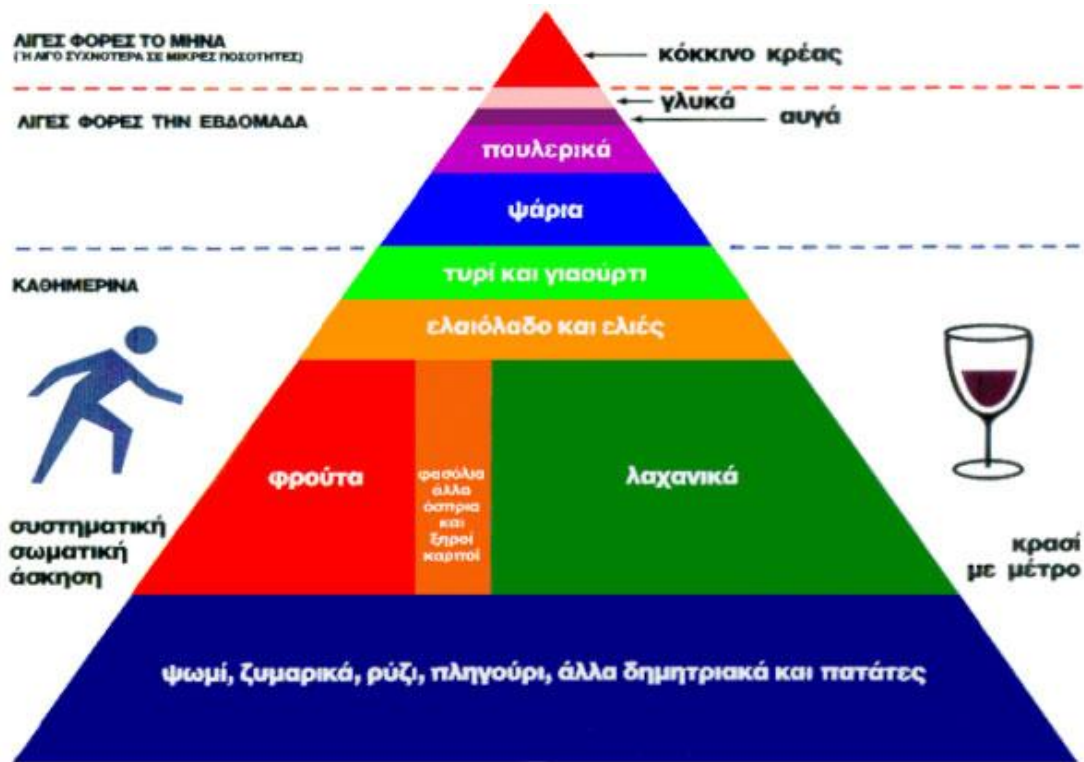 ΛΙΓΕΣ ΦΟΡΕΣ ΤΟ ΜΗΝΑ
(Ή ΛΙΓΟ ΣΥΧΝΟΤΕΡΑ ΣΕ ΜΙΚΡΕΣ ΠΟΣΟΤΗΤΕΣ)
κόκκινο κρέας
γλυκά
ΛΙΓΕΣ ΦΟΡΕΣ ΤΗΝ ΕΒΔΟΜΑΔΑ
αυγά
πουλερικά
ψάρια
τυρί και γιαούρτι
ΚΑΘΗΜΕΡΙΝΑ
ελαιόλαδο και ελιές
φρούτα
φασόλια
άλλα
όσπρια
και
ξηροί
καρποί
λαχανικά
συστηματική
σωματική
άσκηση
κρασί
με μέτρο
ψωμί, ζυμαρικά, ρύζι, πληγούρι, άλλα δημητριακά και πατάτες